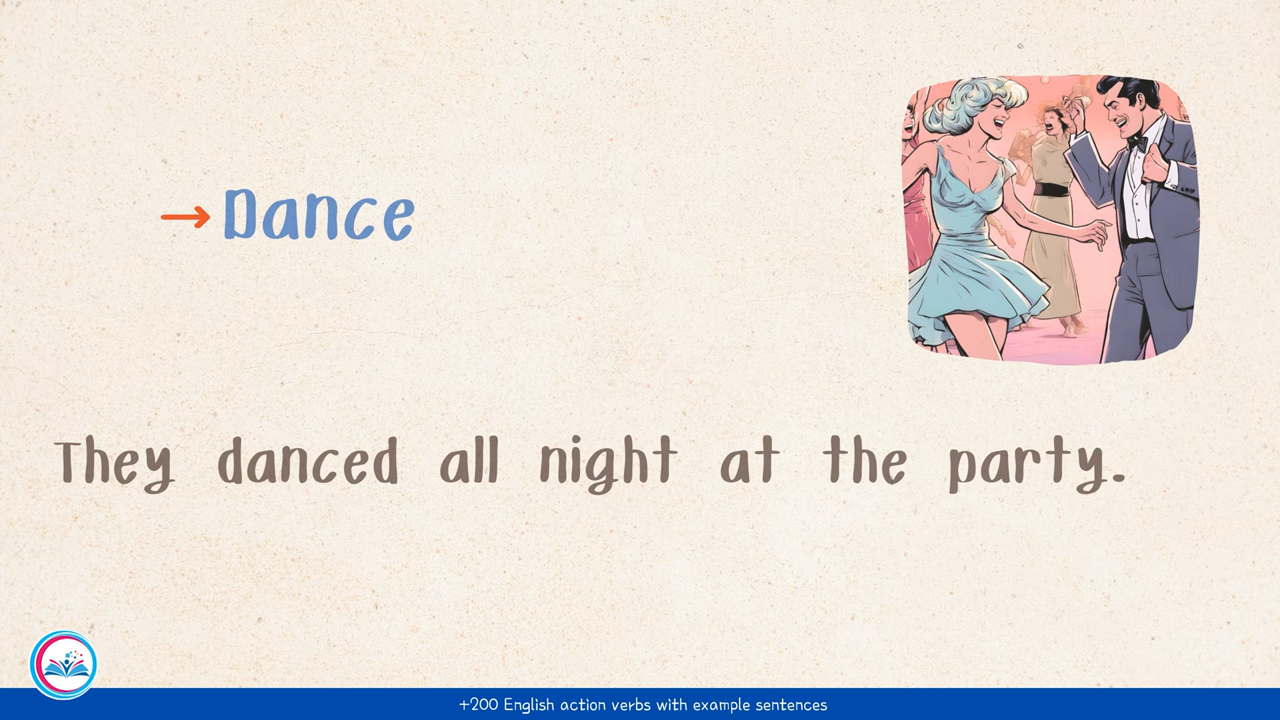 →Dance
They danced all night at the party.
+200 English action verbs with example sentences